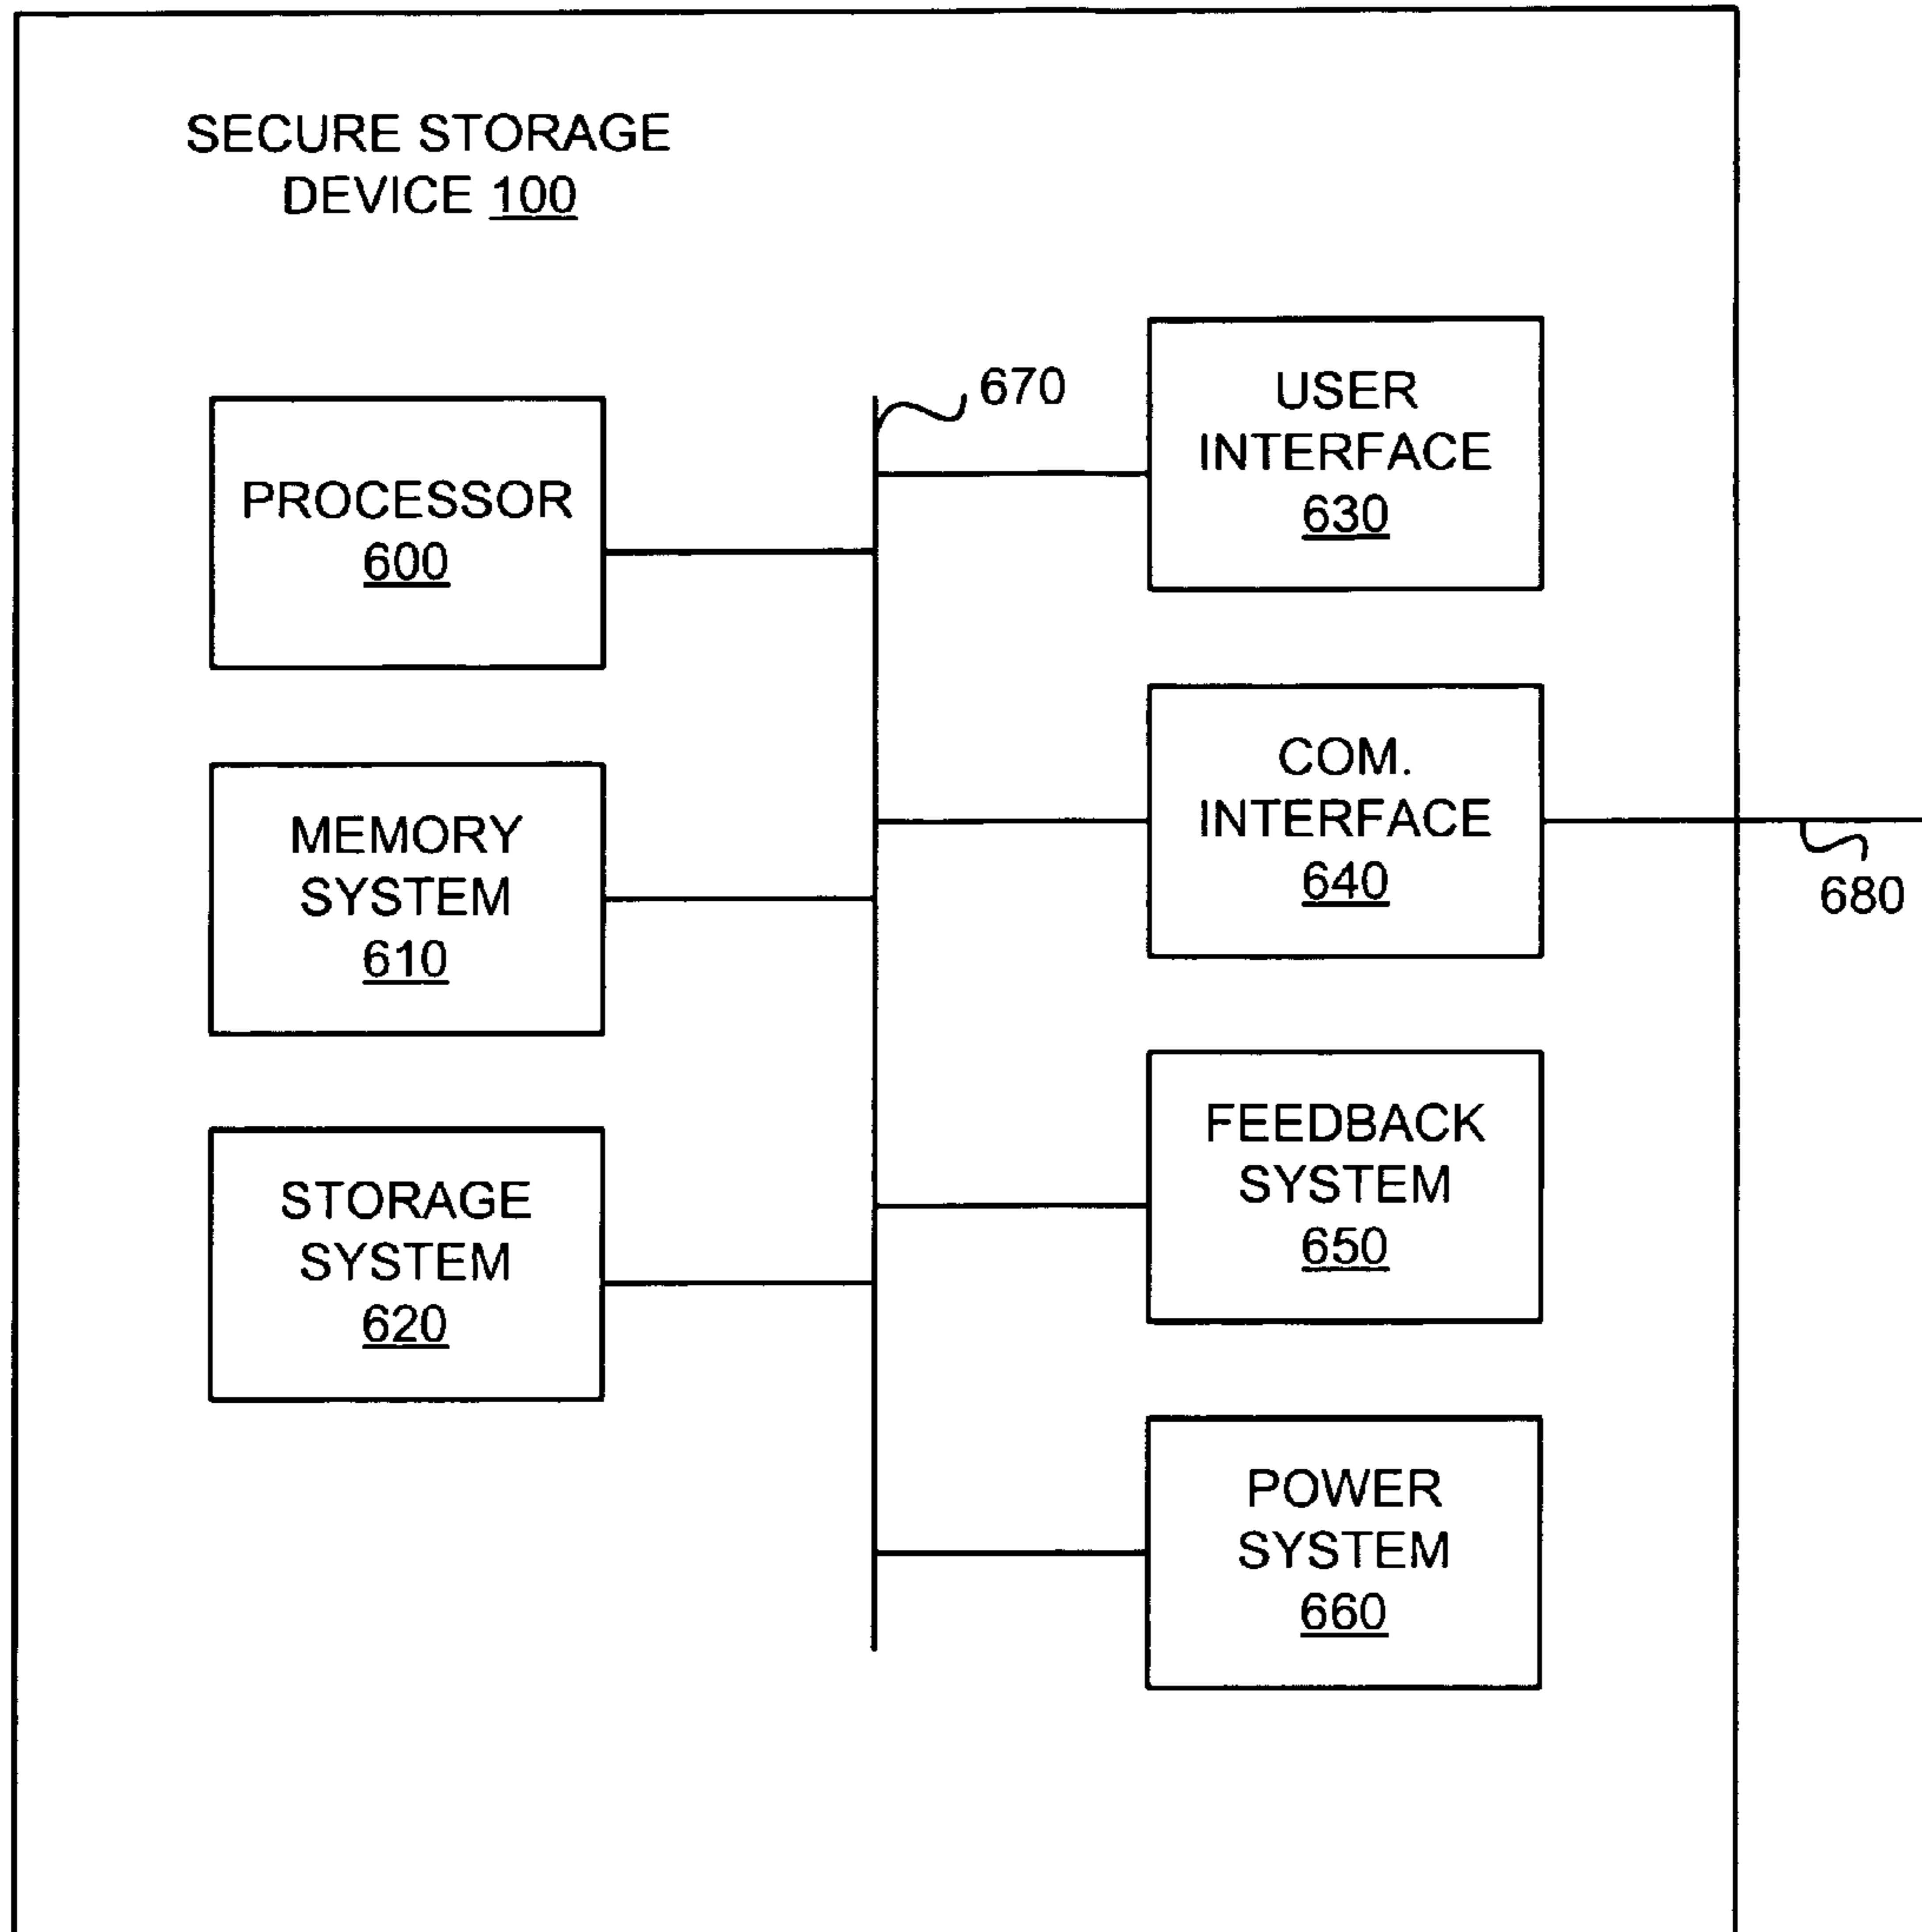 SECURE STORAGE
DEVICE 100
PROCESSOR
600
MEMORY
SYSTEM
610
STORAGE
SYSTEM
620
670
USER
INTERFACE
630
COM.
INTERFACE
640
680
FEEDBACK
SYSTEM
650
POWER
SYSTEM
660